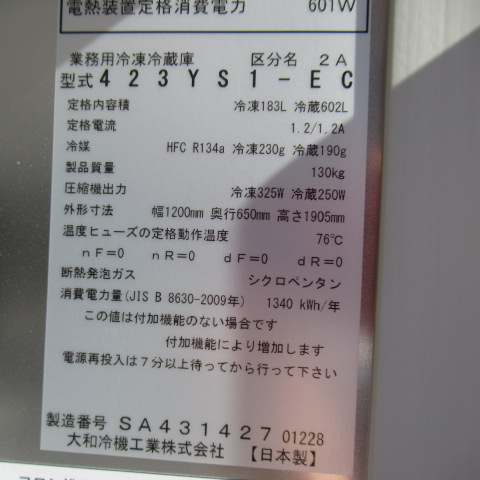 電熱装置定格消費電力 601W
業務用冷凍冷蔵庫 区分名 2A
型式 423YS1-EC
定格内容積 冷凍183L 冷蔵602L
定格電流 1.2/1.2A
冷媒 HFC R134a 冷凍230g 冷蔵190g
製品質量 130kg
圧縮機出力 冷凍325W 冷蔵250W
外形寸法 幅1200mm 奥行650mm 高さ1905mm
温度ヒューズの定格動作温度 76℃
nF=0 nR=0 dF=0 dR=0
断熱発泡ガス シクロペンタン
消費電力量(JIS B 8630-2009年) 1340 kWh/年
この値は付加機能のない場合です
付加機能により増加します
電源再投入は7分以上待ってから行って下さい
製造番号 SA431427 01228
大和冷機工業株式会社 【日本製】